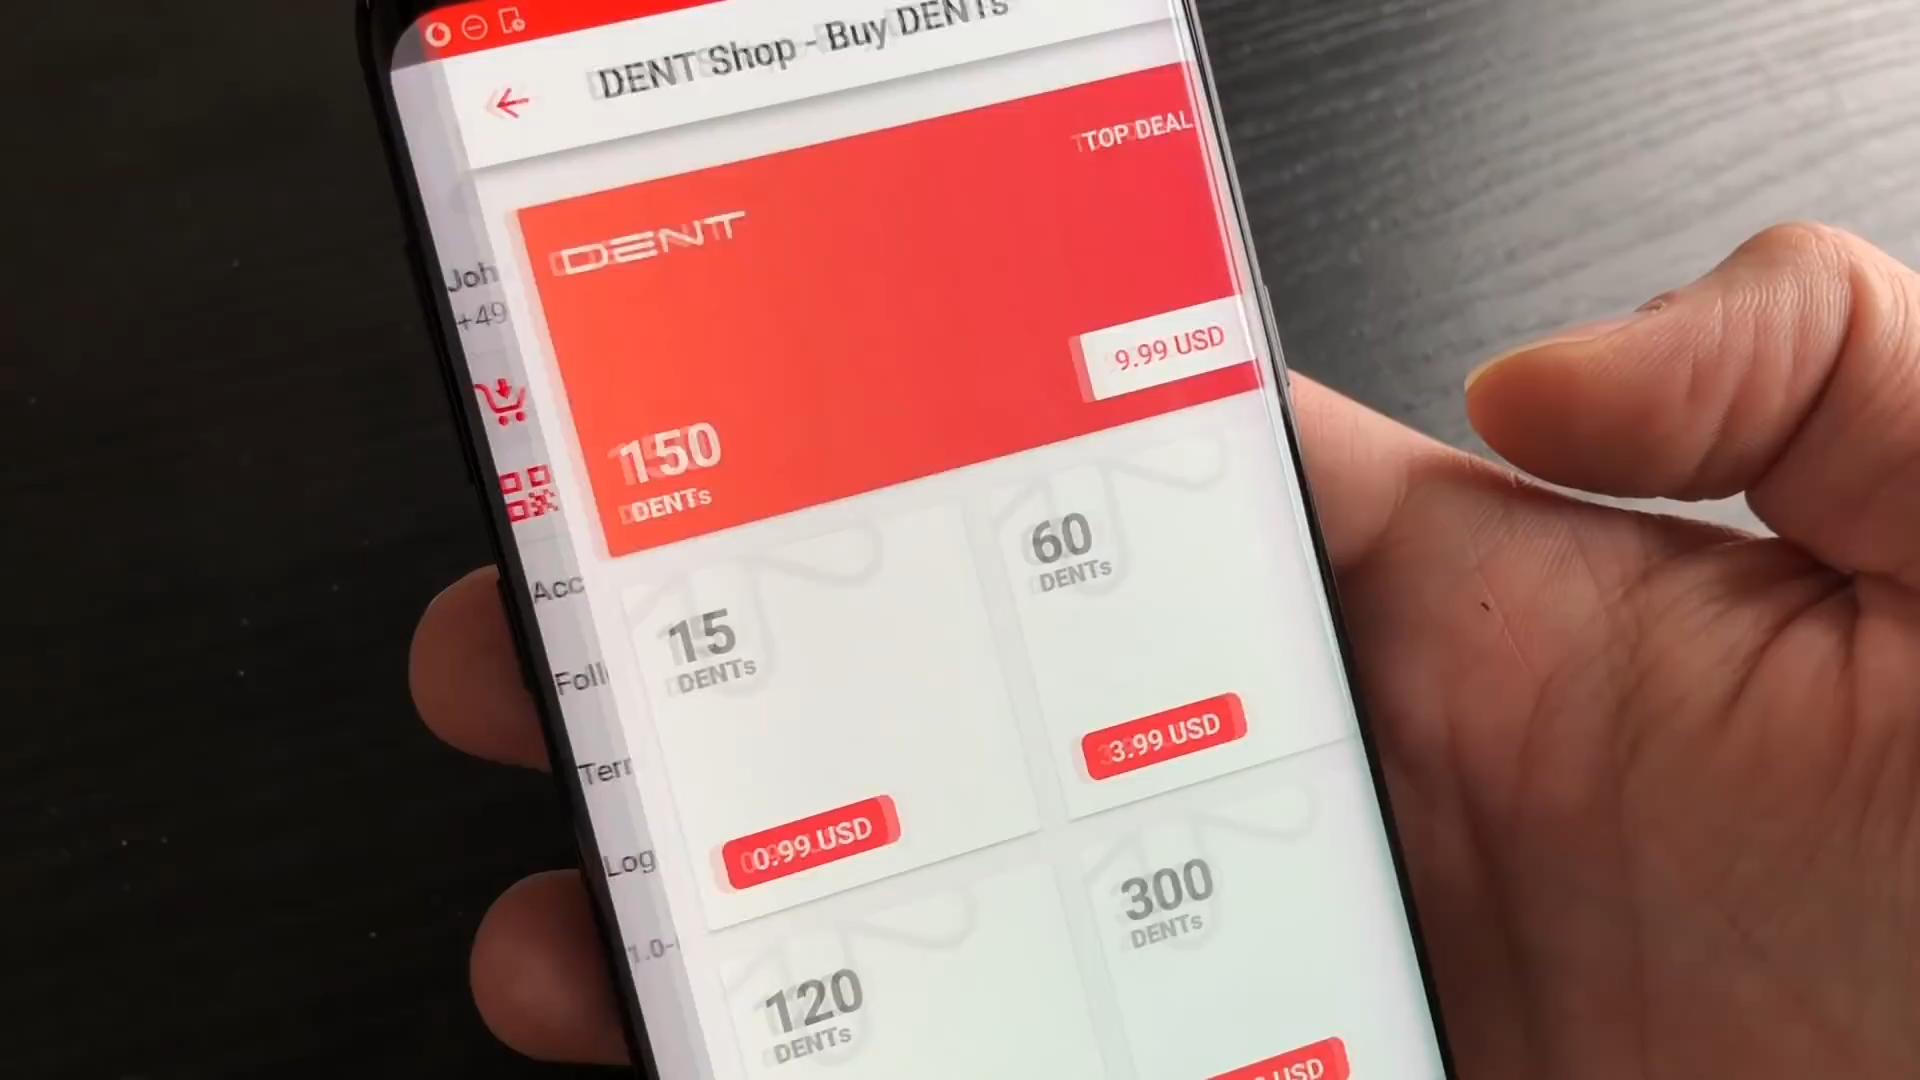 DENT Shop - Buy DENTs
TOP DEAL
DENT
9.99 USD
150
DENTs
Joh
+49
15
DENTs
0.99 USD
60
DENTs
3.99 USD
120
DENTs
300
DENTs
USD
Acc
Foll
Terr
Log
1.0-